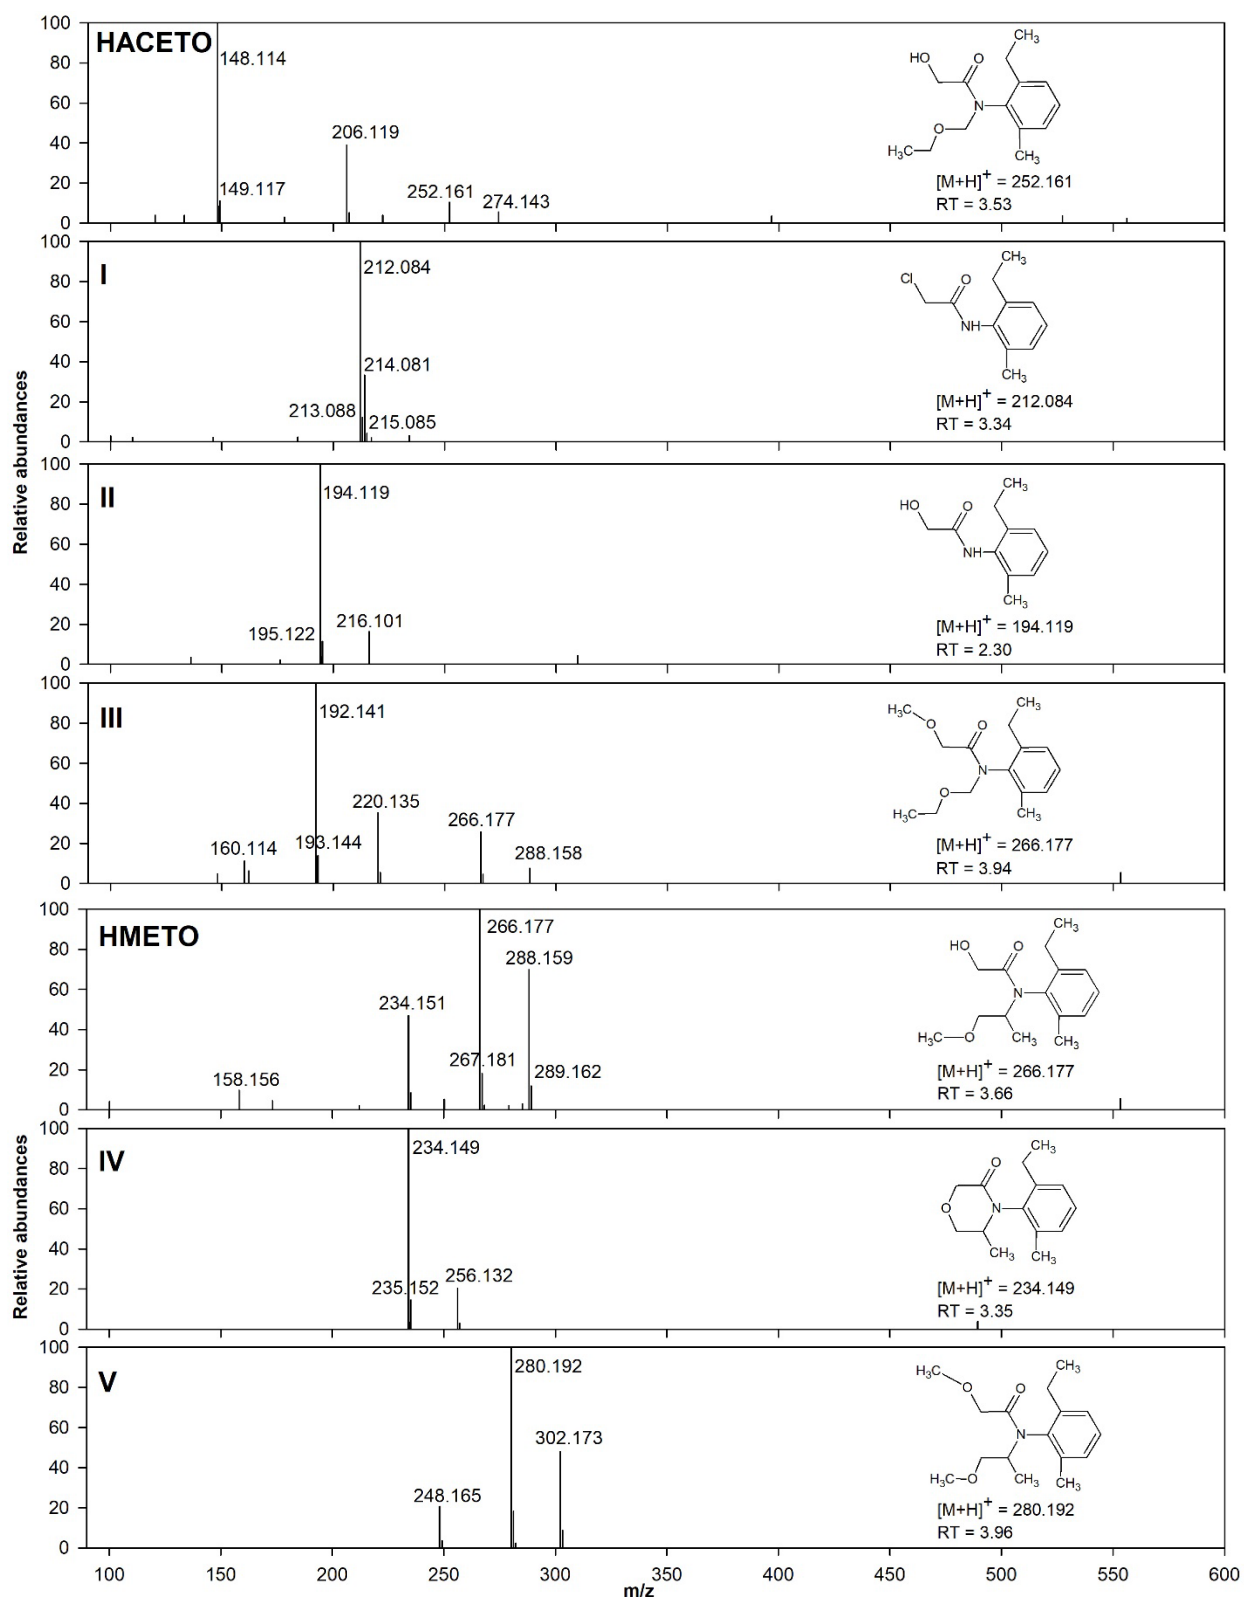 100
HACETO
80
60
40
20
0
148.114
149.117
206.119
252.161
274.143
HO
O
CH₃
N
O
H₃C
CH₃
[M+H]⁺ = 252.161
RT = 3.53
100
I
80
60
40
20
0
212.084
214.081
213.088
215.085
Cl
O
CH₃
NH
CH₃
[M+H]⁺ = 212.084
RT = 3.34
Relative abundances
100
II
80
60
40
20
0
194.119
195.122
216.101
HO
O
CH₃
NH
CH₃
[M+H]⁺ = 194.119
RT = 2.30
100
III
80
60
40
20
0
192.141
160.114
193.144
220.135
266.177
288.158
H₃C
O
O
CH₃
N
O
H₃C
CH₃
[M+H]⁺ = 266.177
RT = 3.94
100
HMETO
80
60
40
20
0
266.177
288.159
234.151
267.181
289.162
158.156
HO
O
CH₃
N
H₃C
O
CH₃
CH₃
[M+H]⁺ = 266.177
RT = 3.66
Relative abundances
100
IV
80
60
40
20
0
234.149
235.152
256.132
O
CH₃
O
N
CH₃
CH₃
[M+H]⁺ = 234.149
RT = 3.35
100
V
80
60
40
20
0
280.192
302.173
248.165
H₃C
O
O
CH₃
N
H₃C
O
CH₃
CH₃
[M+H]⁺ = 280.192
RT = 3.96
100 150 200 250 300 350 400 450 500 550 600
m/z